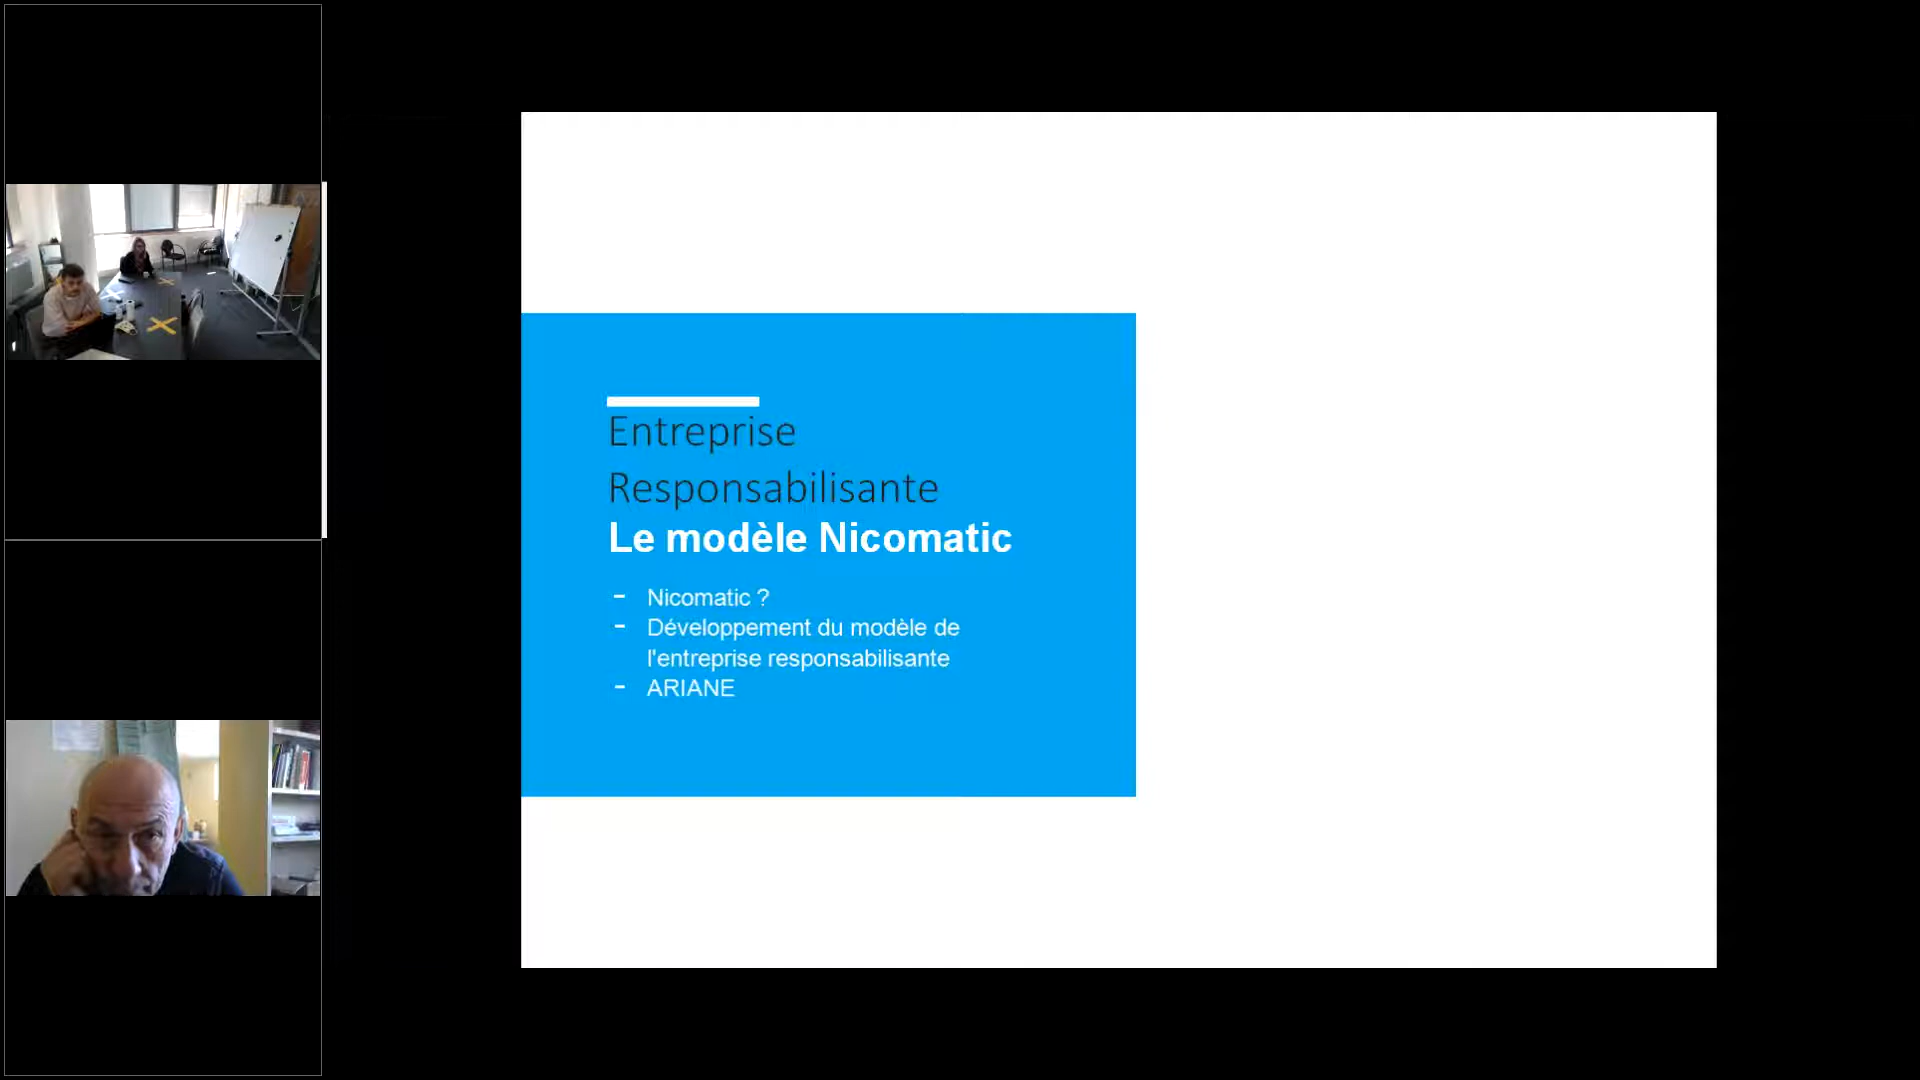 Entreprise
Responsabilisante
Le modèle Nicomatic
- Nicomatic ?
- Développement du modèle de
l'entreprise responsabilisante
- ARIANE